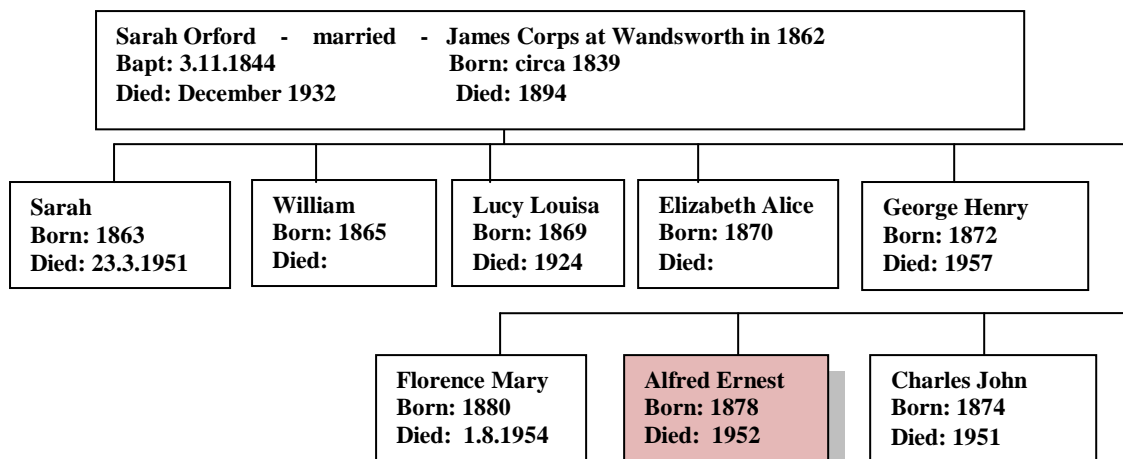 Sarah Orford - married - James Corps at Wandsworth in 1862
Bapt: 3.11.1844 Born: circa 1839
Died: December 1932 Died: 1894
Sarah
Born: 1863
Died: 23.3.1951
William
Born: 1865
Died:
Lucy Louisa
Born: 1869
Died: 1924
Elizabeth Alice
Born: 1870
Died:
George Henry
Born: 1872
Died: 1957
Florence Mary
Born: 1880
Died: 1.8.1954
Alfred Ernest
Born: 1878
Died: 1952
Charles John
Born: 1874
Died: 1951